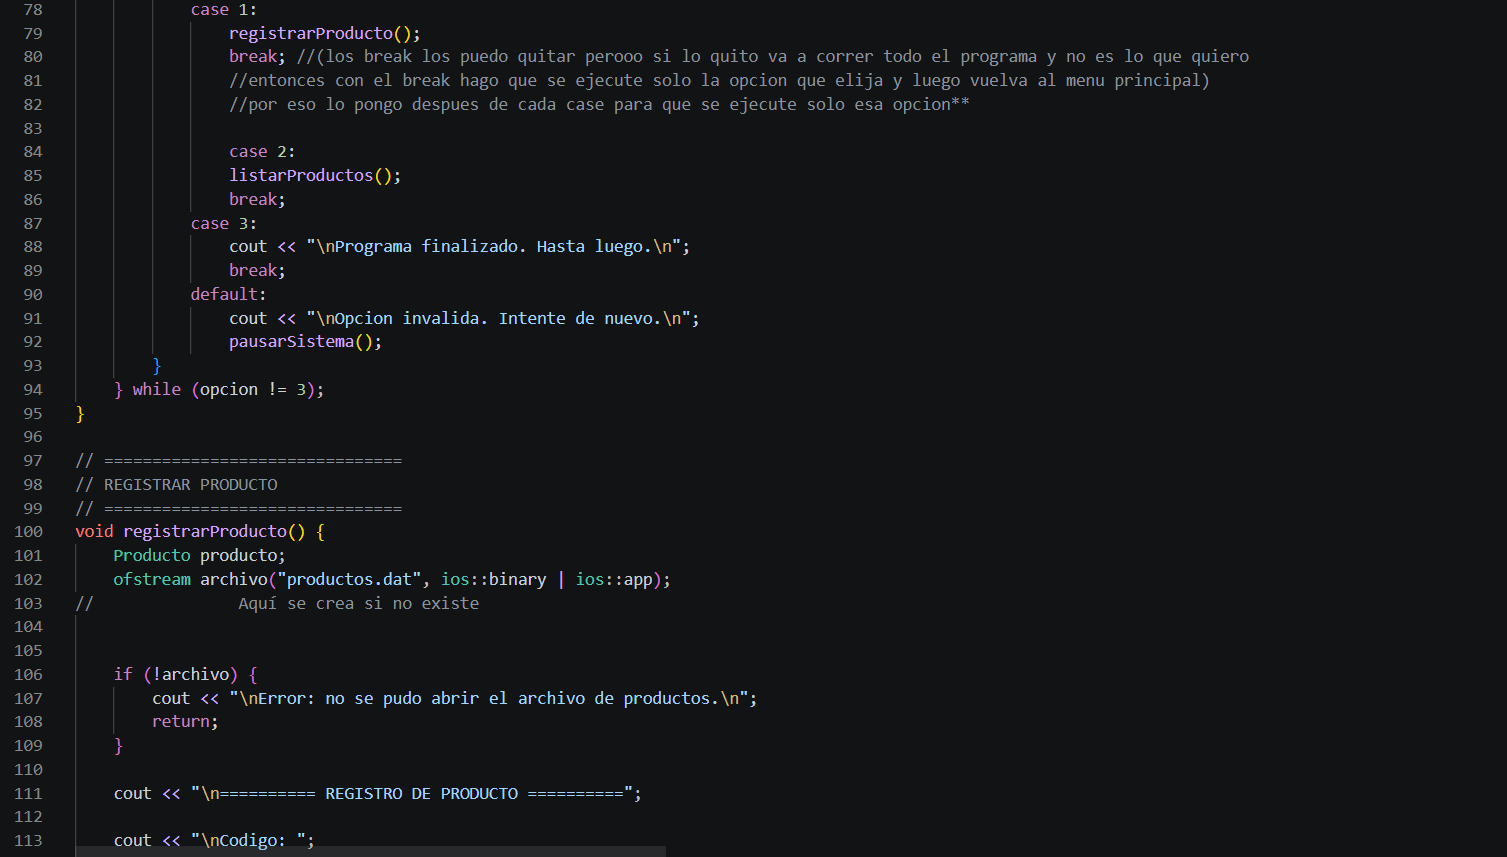 78 case 1:
79 registrarProducto();
80 break; //(los break los puedo quitar perooo si lo quito va a correr todo el programa y no es lo que quiero
81 //entonces con el break hago que se ejecute solo la opcion que elija y luego vuelva al menu principal)
82 //por eso lo pongo despues de cada case para que se ejecute solo esa opcion**
83
84 case 2:
85 listarProductos();
86 break;
87 case 3:
88 cout << "\nPrograma finalizado. Hasta luego.\n";
89 break;
90 default:
91 cout << "\nOpcion invalida. Intente de nuevo.\n";
92 pausarSistema();
93 }
94 } while (opcion != 3);
95 }
96
97 // ===============================
98 // REGISTRAR PRODUCTO
99 // ===============================
100 void registrarProducto() {
101 Producto producto;
102 ofstream archivo("productos.dat", ios::binary | ios::app);
103 // Aquí se crea si no existe
104
105
106 if (!archivo) {
107 cout << "\nError: no se pudo abrir el archivo de productos.\n";
108 return;
109 }
110
111 cout << "\n========== REGISTRO DE PRODUCTO ==========";
112
113 cout << "\nCodigo: ";